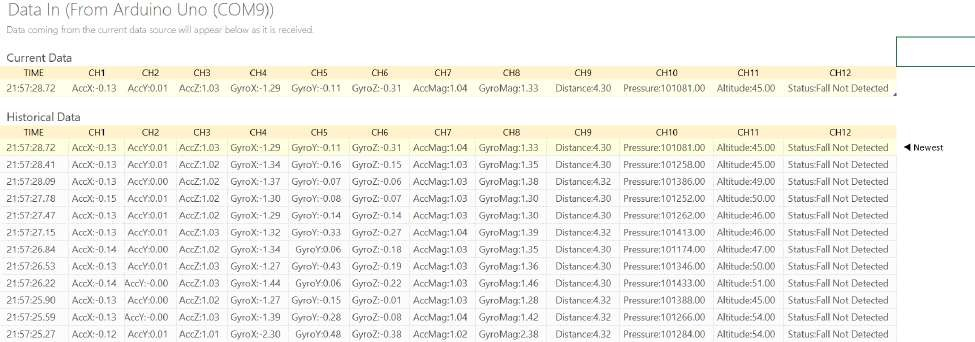 Data In (From Arduino Uno (COM9))
Data coming from the current data source will appear below as it is received.
Current Data
TIME CH1 CH2 CH3 CH4 CH5 CH6 CH7 CH8 CH9 CH10 CH11 CH12
21:57:28.72 AccX:-0.13 AccY:0.01 AccZ:1.03 GyroX:-1.29 GyroY:-0.11 GyroZ:-0.31 AccMag:1.04 GyroMag:1.33 Distance:4.30 Pressure:101081.00 Altitude:45.00 Status:Fall Not Detected
Historical Data
TIME CH1 CH2 CH3 CH4 CH5 CH6 CH7 CH8 CH9 CH10 CH11 CH12
21:57:28.72 AccX:-0.13 AccY:0.01 AccZ:1.03 GyroX:-1.29 GyroY:-0.11 GyroZ:-0.31 AccMag:1.04 GyroMag:1.33 Distance:4.30 Pressure:101081.00 Altitude:45.00 Status:Fall Not Detected ◀ Newest
21:57:28.41 AccX:-0.13 AccY:0.01 AccZ:1.02 GyroX:-1.34 GyroY:-0.16 GyroZ:-0.15 AccMag:1.03 GyroMag:1.35 Distance:4.30 Pressure:101258.00 Altitude:45.00 Status:Fall Not Detected
21:57:28.09 AccX:-0.13 AccY:0.00 AccZ:1.02 GyroX:-1.37 GyroY:-0.07 GyroZ:-0.06 AccMag:1.03 GyroMag:1.38 Distance:4.32 Pressure:101386.00 Altitude:49.00 Status:Fall Not Detected
21:57:27.78 AccX:-0.15 AccY:0.01 AccZ:1.02 GyroX:-1.30 GyroY:-0.08 GyroZ:-0.07 AccMag:1.03 GyroMag:1.30 Distance:4.30 Pressure:101252.00 Altitude:50.00 Status:Fall Not Detected
21:57:27.47 AccX:-0.13 AccY:0.01 AccZ:1.02 GyroX:-1.29 GyroY:-0.14 GyroZ:-0.14 AccMag:1.03 GyroMag:1.30 Distance:4.30 Pressure:101262.00 Altitude:46.00 Status:Fall Not Detected
21:57:27.15 AccX:-0.13 AccY:0.01 AccZ:1.03 GyroX:-1.32 GyroY:-0.33 GyroZ:-0.27 AccMag:1.04 GyroMag:1.39 Distance:4.32 Pressure:101413.00 Altitude:46.00 Status:Fall Not Detected
21:57:26.84 AccX:-0.14 AccY:0.00 AccZ:1.02 GyroX:-1.34 GyroY:0.06 GyroZ:-0.18 AccMag:1.03 GyroMag:1.35 Distance:4.30 Pressure:101174.00 Altitude:47.00 Status:Fall Not Detected
21:57:26.53 AccX:-0.13 AccY:0.01 AccZ:1.03 GyroX:-1.27 GyroY:-0.43 GyroZ:-0.19 AccMag:1.03 GyroMag:1.36 Distance:4.30 Pressure:101346.00 Altitude:50.00 Status:Fall Not Detected
21:57:26.22 AccX:-0.14 AccY:-0.00 AccZ:1.03 GyroX:-1.44 GyroY:0.06 GyroZ:-0.22 AccMag:1.03 GyroMag:1.46 Distance:4.30 Pressure:101433.00 Altitude:51.00 Status:Fall Not Detected
21:57:25.90 AccX:-0.13 AccY:0.00 AccZ:1.02 GyroX:-1.27 GyroY:-0.15 GyroZ:-0.01 AccMag:1.03 GyroMag:1.28 Distance:4.32 Pressure:101388.00 Altitude:45.00 Status:Fall Not Detected
21:57:25.59 AccX:-0.13 AccY:-0.00 AccZ:1.03 GyroX:-1.39 GyroY:-0.28 GyroZ:-0.08 AccMag:1.04 GyroMag:1.42 Distance:4.32 Pressure:101266.00 Altitude:54.00 Status:Fall Not Detected
21:57:25.27 AccX:-0.12 AccY:0.01 AccZ:1.01 GyroX:-2.30 GyroY:0.48 GyroZ:-0.38 AccMag:1.02 GyroMag:2.38 Distance:4.32 Pressure:101284.00 Altitude:54.00 Status:Fall Not Detected